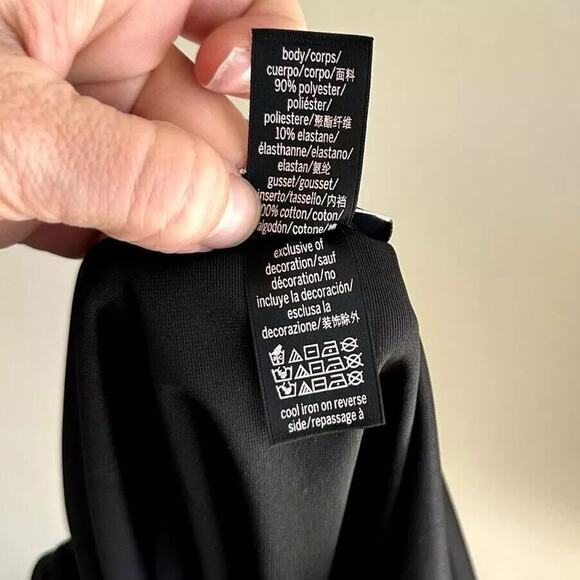 body/corps/
cuerpo/corpo/面料
90% polyester/
poliéster/
poliestere/聚酯纤维
10% elastane/
élasthanne/elastano/
elastan/氨纶
gusset/gousset/
inserto/tassello/内裆
100% cotton/coton/
algodón/cotone/棉
exclusive of
decoration/sauf
décoration/no
incluye la decoración/
esclusa la
decorazione/装饰除外
cool iron on reverse
side/repassage à